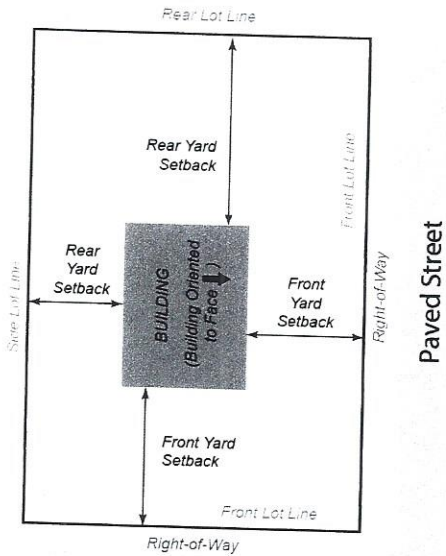 Rear Lot Line
Rear Yard
Setback
Front Lot Line
Side Lot Line
Rear
Yard
Setback
BUILDING
(Building Oriented
to Face )
Front
Yard
Setback
Right-of-Way
Paved Street
Front Yard
Setback
Front Lot Line
Right-of-Way